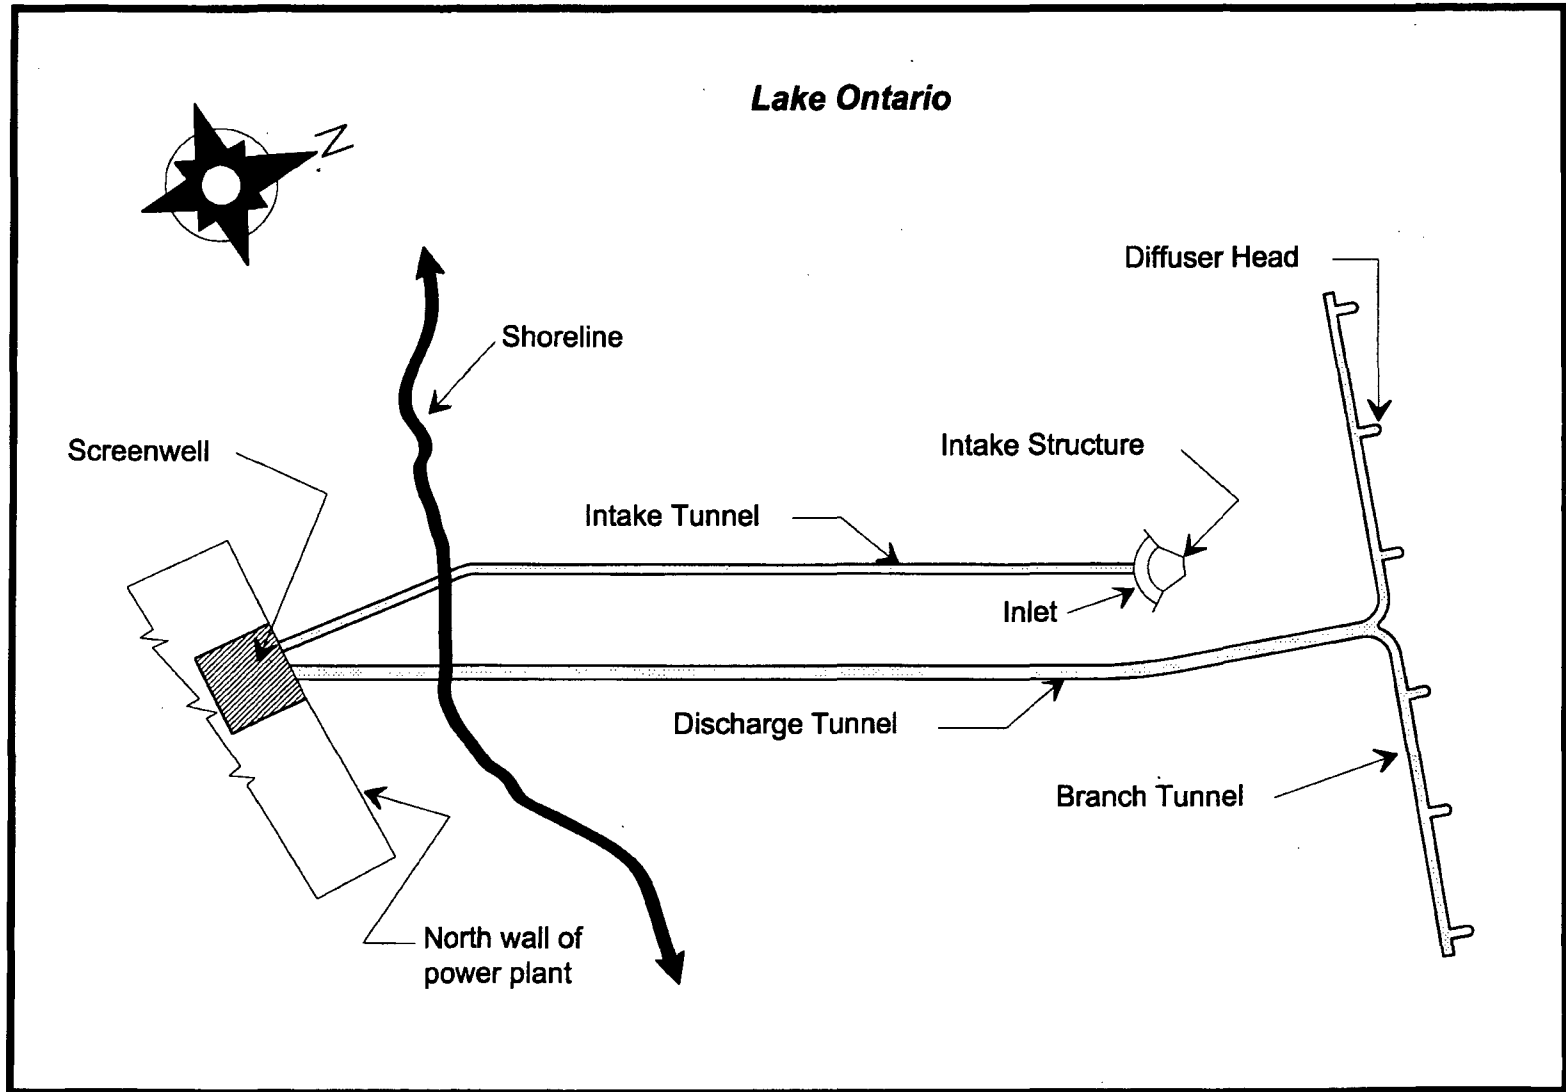 Lake Ontario
N
Diffuser Head
Shoreline
Screenwell
Intake Structure
Intake Tunnel
Inlet
Discharge Tunnel
Branch Tunnel
North wall of
power plant